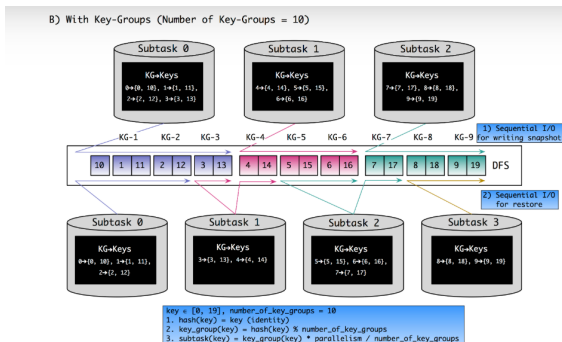 B) With Key-Groups (Number of Key-Groups = 10)
Subtask 0
Subtask 1
Subtask 2
KG→Keys
0→{0, 10}, 1→{1, 11},
2→{2, 12}, 3→{3, 13}
KG→Keys
4→{4, 14}, 5→{5, 15},
6→{6, 16}
KG→Keys
7→{7, 17}, 8→{8, 18},
9→{9, 19}
KG-1 KG-2 KG-3 KG-4 KG-5 KG-6 KG-7 KG-8 KG-9
1) Sequential I/O
for writing snapshot
10 1 11 2 12 3 13 4 14 5 15 6 16 7 17 8 18 9 19 DFS
2) Sequential I/O
for restore
Subtask 0
Subtask 1
Subtask 2
Subtask 3
KG→Keys
0→{0, 10}, 1→{1, 11},
2→{2, 12}
KG→Keys
3→{3, 13}, 4→{4, 14}
KG→Keys
5→{5, 15}, 6→{6, 16},
7→{7, 17}
KG→Keys
8→{8, 18}, 9→{9, 19}
key ∈ [0, 19], number_of_key_groups = 10
1. hash(key) = key (identity)
2. key_group(key) = hash(key) % number_of_key_groups
3. subtask(key) = key_group(key) * parallelism / number_of_key_groups